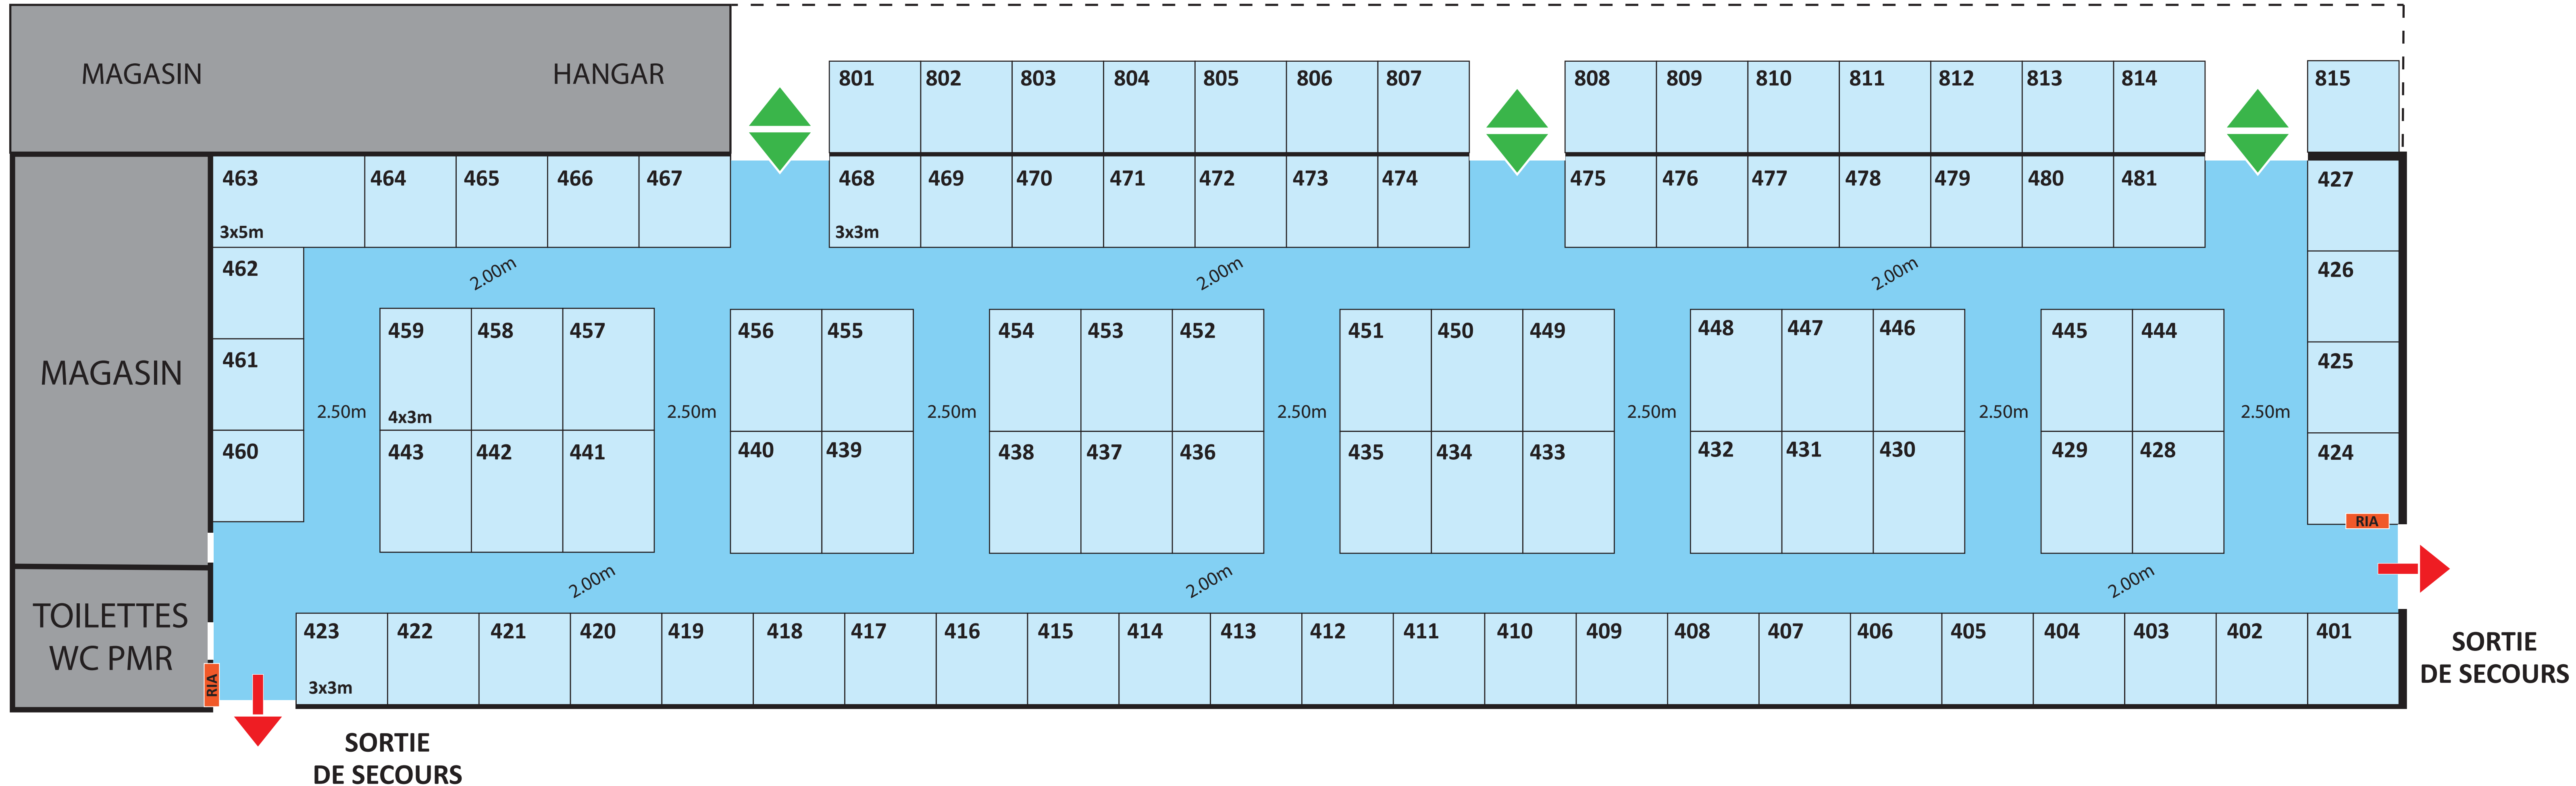 MAGASIN HANGAR
801 802 803 804 805 806 807 808 809 810 811 812 813 814 815
463 464 465 466 467 468 469 470 471 472 473 474 475 476 477 478 479 480 481 427
3x5m 3x3m
462 2.00m 2.00m 2.00m 426
459 458 457 456 455 454 453 452 451 450 449 448 447 446 445 444
461 425
MAGASIN
2.50m 4x3m 2.50m 2.50m 2.50m 2.50m 2.50m 2.50m
460 443 442 441 440 439 438 437 436 435 434 433 432 431 430 429 428 424
RIA
2.00m 2.00m 2.00m
TOILETTES
WC PMR
423 422 421 420 419 418 417 416 415 414 413 412 411 410 409 408 407 406 405 404 403 402 401
3x3m
RIA
SORTIE
DE SECOURS
SORTIE
DE SECOURS